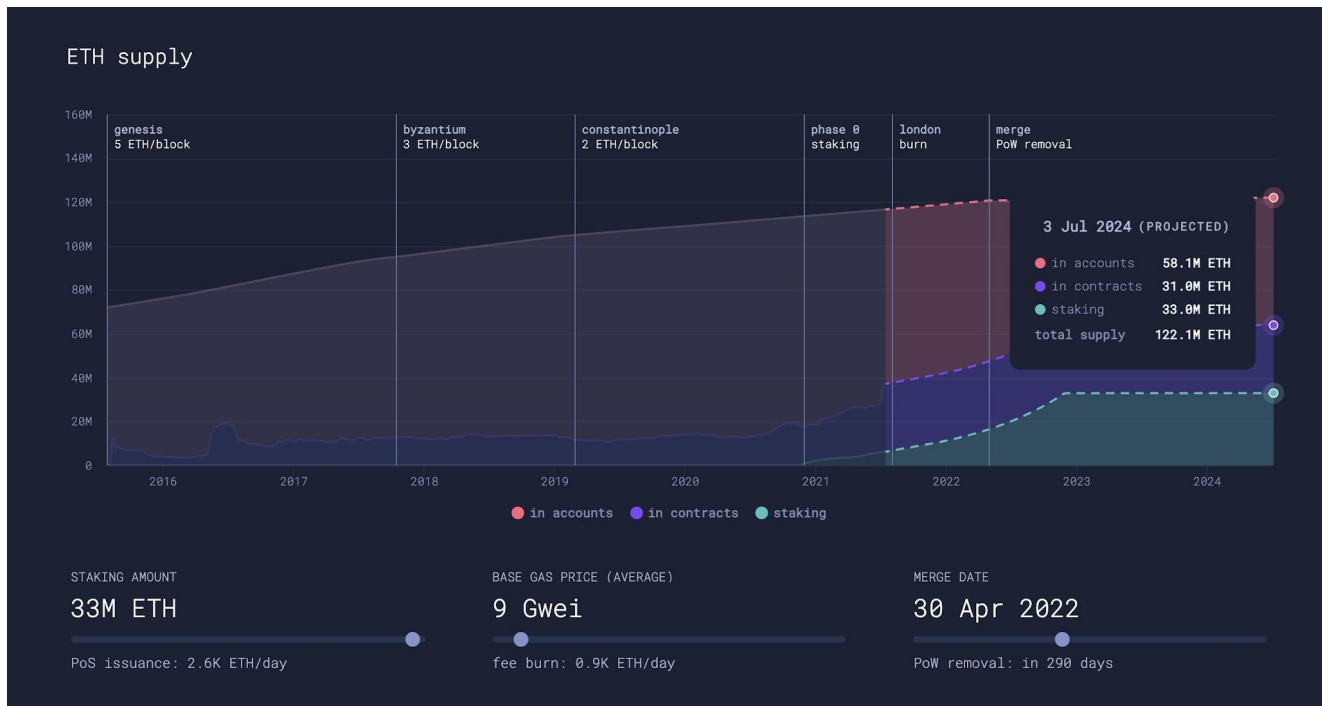 ETH supply
160M
140M
120M
100M
80M
60M
40M
20M
0
genesis
5 ETH/block
byzantium
3 ETH/block
constantinople
2 ETH/block
phase 0
staking
london
burn
merge
PoW removal
3 Jul 2024 (PROJECTED)
in accounts 58.1M ETH
in contracts 31.0M ETH
staking 33.0M ETH
total supply 122.1M ETH
2016 2017 2018 2019 2020 2021 2022 2023 2024
in accounts in contracts staking
STAKING AMOUNT
33M ETH
PoS issuance: 2.6K ETH/day
BASE GAS PRICE (AVERAGE)
9 Gwei
fee burn: 0.9K ETH/day
MERGE DATE
30 Apr 2022
PoW removal: in 290 days